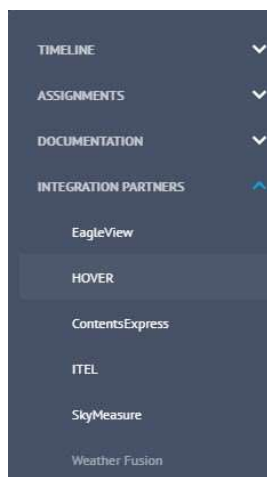 TIMELINE
ASSIGNMENTS
DOCUMENTATION
INTEGRATION PARTNERS
EagleView
HOVER
ContentsExpress
ITEL
SkyMeasure
Weather Fusion